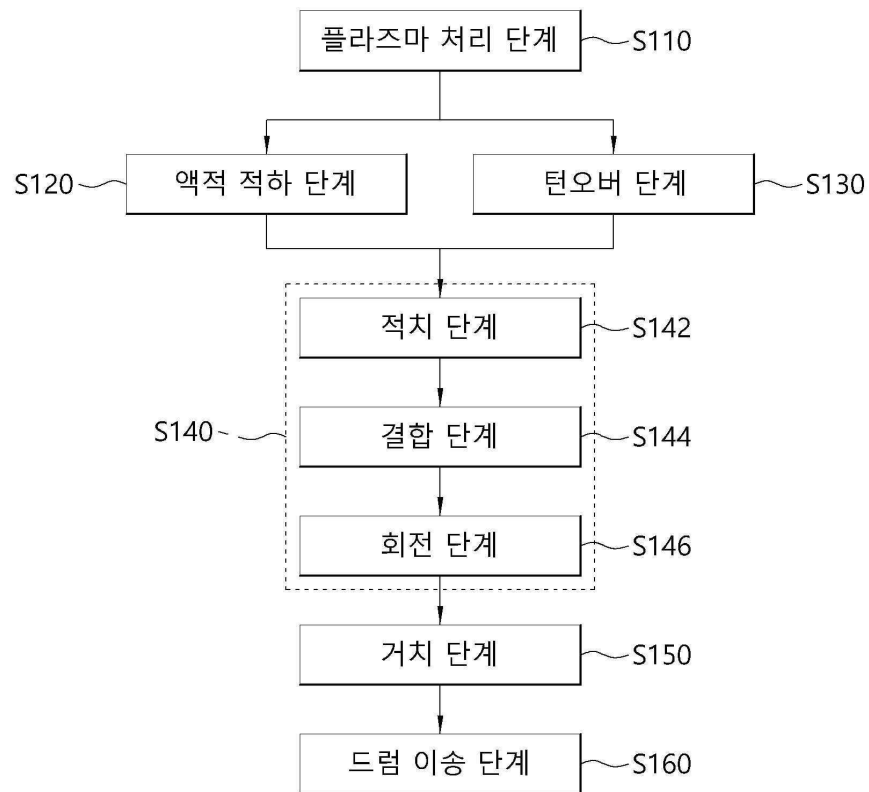 플라즈마 처리 단계 S110
S120 액적 적하 단계 턴오버 단계 S130
적치 단계 S142
S140 결합 단계 S144
회전 단계 S146
거치 단계 S150
드럼 이송 단계 S160